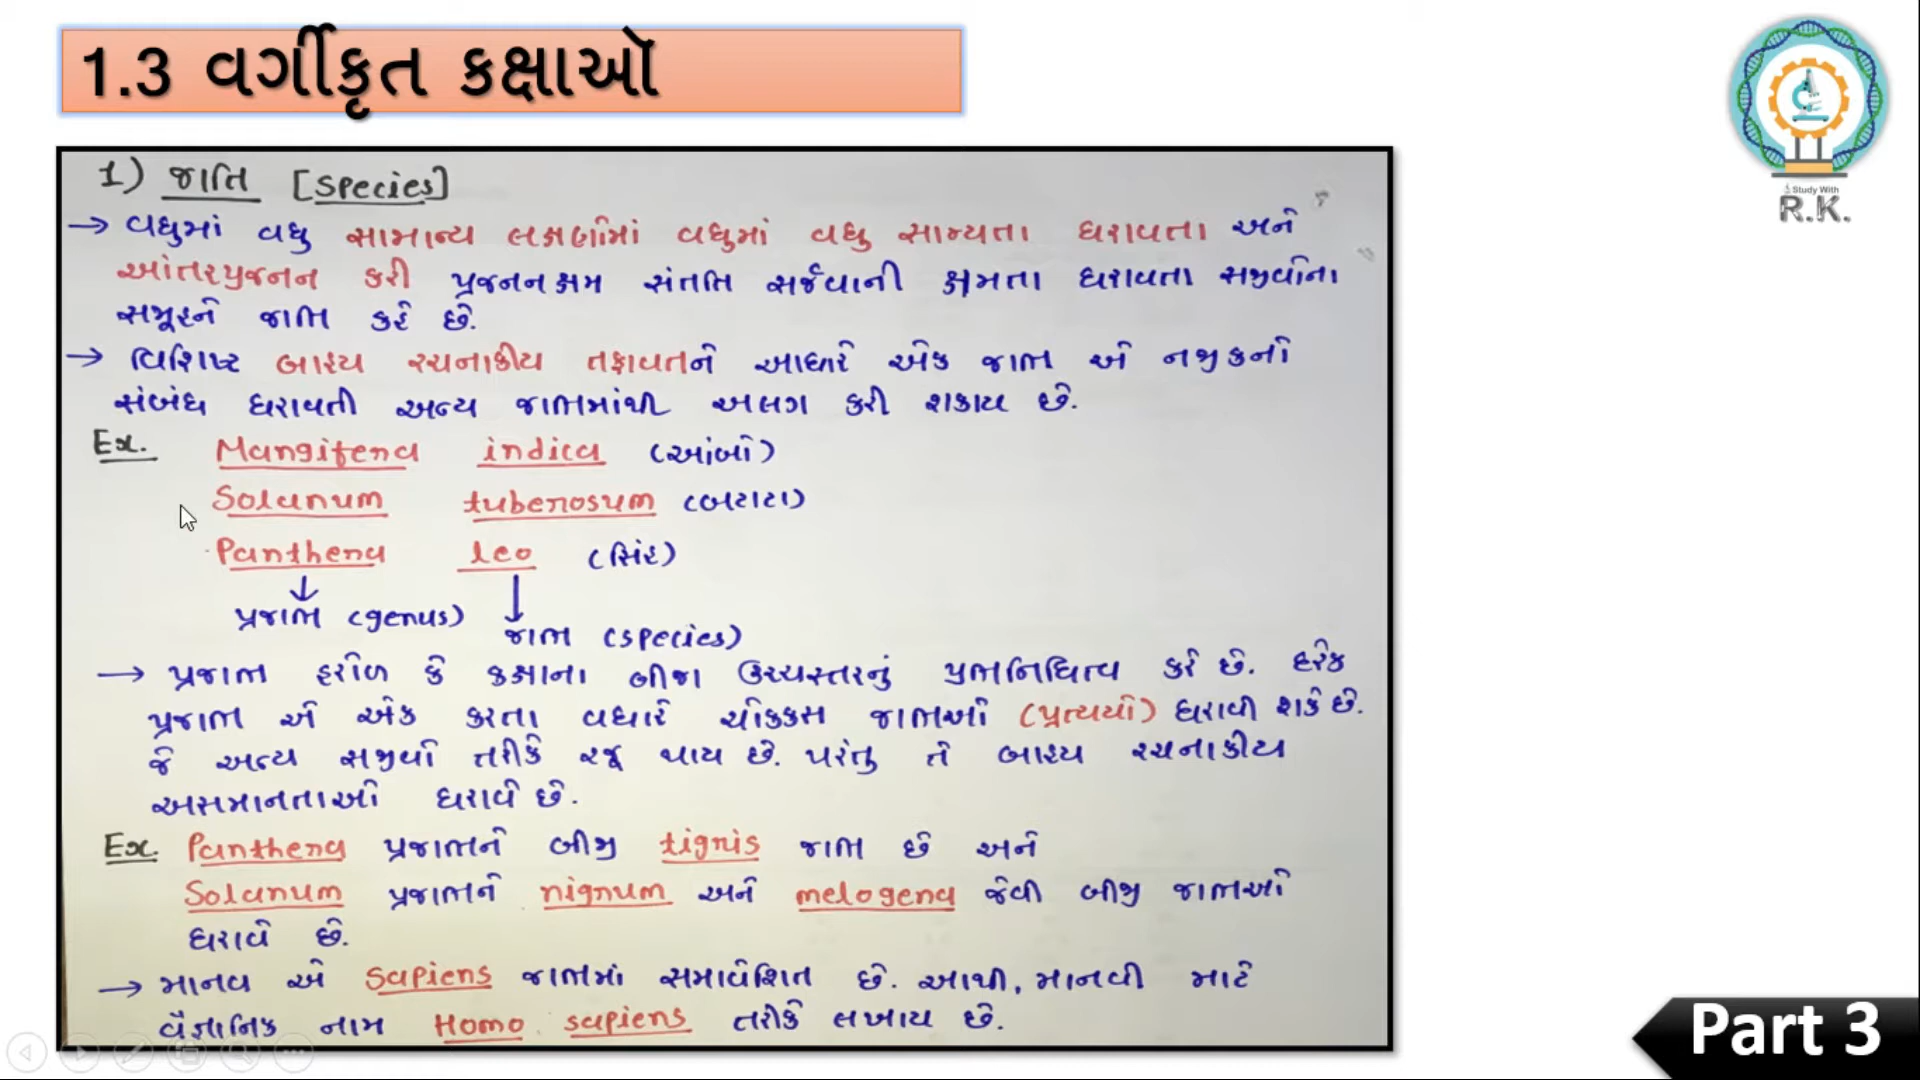 1.3 વર્ગીકૃત કક્ષાઓ
Study With
R.K.
1) જાતિ [species]
→ વધુમાં વધુ સામાન્ય લક્ષણોમાં વધુમાં વધુ સામ્યતા ધરાવતા અને
આંતરપ્રજનન કરી પ્રજનનક્ષમ સંતતિ સર્જવાની ક્ષમતા ધરાવતા સજીવોના
સમૂહને જાતિ કહે છે.
→ વિશિષ્ટ બાહ્ય રચનાકીય તફાવતને આધારે એક જાતિ એ નજીકનો
સંબંધ ધરાવતી અન્ય જાતિમાંથી અલગ કરી શકાય છે.
Ex. Mangifera indica (આંબો)
Solanum tuberosum (બટાટા)
Panthera leo (સિંહ)
પ્રજાતિ (genus)
જાતિ (species)
→ પ્રજાતિ હરોળ કે કક્ષાના બીજા ઉચ્ચસ્તરનું પ્રતિનિધિત્વ કરે છે. દરેક
પ્રજાતિ એ એક કરતા વધારે ચોક્કસ જાતિઓ (પ્રત્યયો) ધરાવી શકે છે.
જે અન્ય સજીવો તરીકે રજૂ થાય છે. પરંતુ તે બાહ્ય રચનાકીય
અસમાનતાઓ ધરાવે છે.
Ex. Panthera પ્રજાતિને બીજી tigris જાતિ છે અને
Solanum પ્રજાતિને nigrum અને melogena જેવી બીજી જાતિઓ
ધરાવે છે.
→ માનવ એ sapiens જાતિમાં સમાવેશિત છે. આથી, માનવી માટે
વૈજ્ઞાનિક નામ Homo sapiens તરીકે લખાય છે.
Part 3